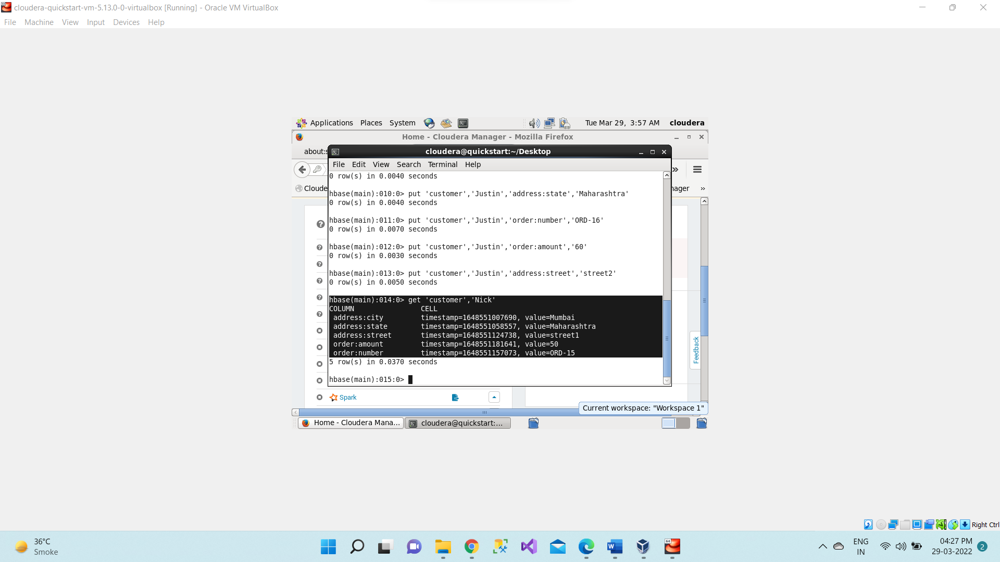 cloudera-quickstart-vm-5.13.0-0-virtualbox [Running] - Oracle VM VirtualBox
File Machine View Input Devices Help
Applications Places System Tue Mar 29, 3:57 AM cloudera
Home - Cloudera Manager - Mozilla Firefox
about:s
cloudera@quickstart:~/Desktop
File Edit View Search Terminal Help
Cloude
nager »
0 row(s) in 0.0040 seconds
hbase(main):010:0> put 'customer','Justin','address:state','Maharashtra'
0 row(s) in 0.0040 seconds
hbase(main):011:0> put 'customer','Justin','order:number','ORD-16'
0 row(s) in 0.0070 seconds
hbase(main):012:0> put 'customer','Justin','order:amount','60'
0 row(s) in 0.0030 seconds
hbase(main):013:0> put 'customer','Justin','address:street','street2'
0 row(s) in 0.0050 seconds
hbase(main):014:0> get 'customer','Nick'
COLUMN CELL
address:city timestamp=1648551007690, value=Mumbai
address:state timestamp=1648551058557, value=Maharashtra
address:street timestamp=1648551124738, value=street1
order:amount timestamp=1648551181641, value=50
order:number timestamp=1648551157073, value=ORD-15
5 row(s) in 0.0370 seconds
hbase(main):015:0>
Feedback
Spark
Current workspace: "Workspace 1"
Home - Cloudera Mana... cloudera@quickstart:...
Right Ctrl
36°C
Smoke
64
ENG
IN
04:27 PM
29-03-2022
2